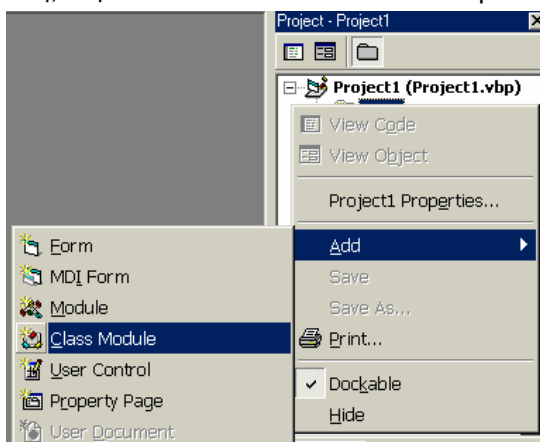 Project - Project1
Project1 (Project1.vbp)
View Code
View Object
Project1 Properties...
Add
Save
Save As...
Print...
Dockable
Hide
Form
MDI Form
Module
Class Module
User Control
Property Page
User Document